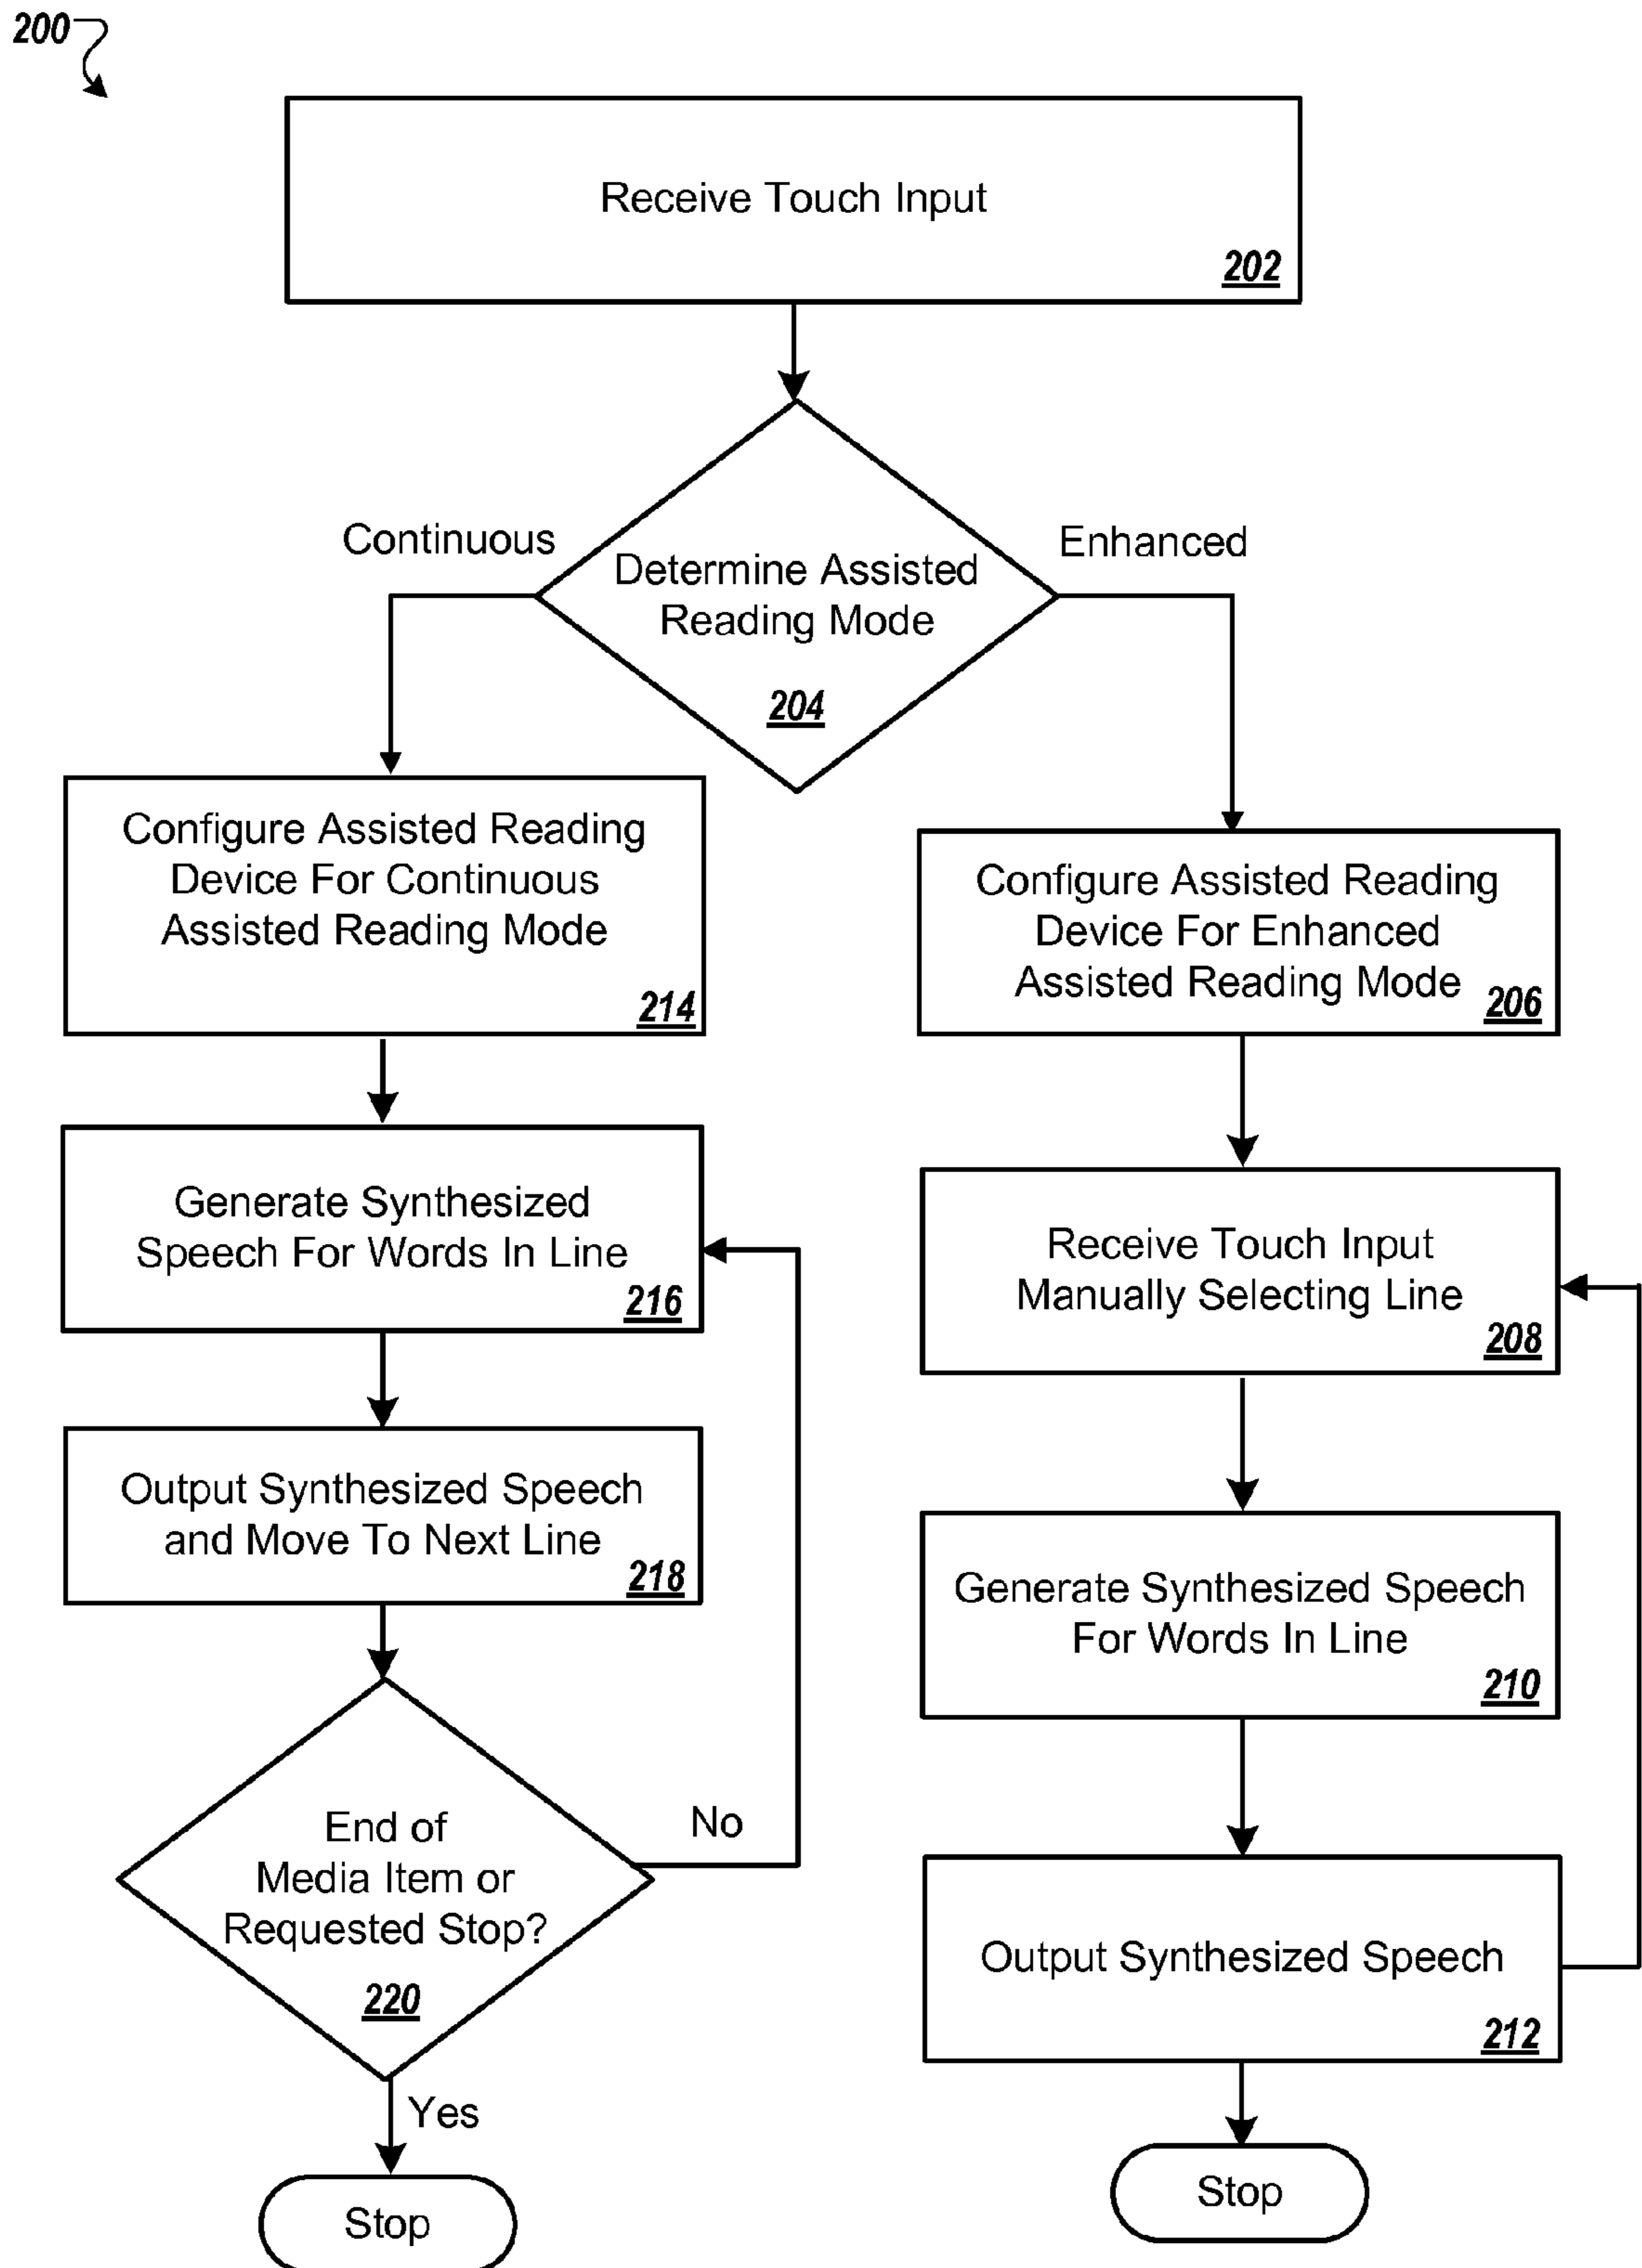 200
Receive Touch Input
202
Continuous
Enhanced
Determine Assisted
Reading Mode
204
Configure Assisted Reading
Device For Continuous
Assisted Reading Mode
214
Configure Assisted Reading
Device For Enhanced
Assisted Reading Mode
206
Generate Synthesized
Speech For Words In Line
216
Receive Touch Input
Manually Selecting Line
208
Output Synthesized Speech
and Move To Next Line
218
Generate Synthesized Speech
For Words In Line
210
End of
Media Item or
Requested Stop?
220
No
Yes
Stop
Output Synthesized Speech
212
Stop